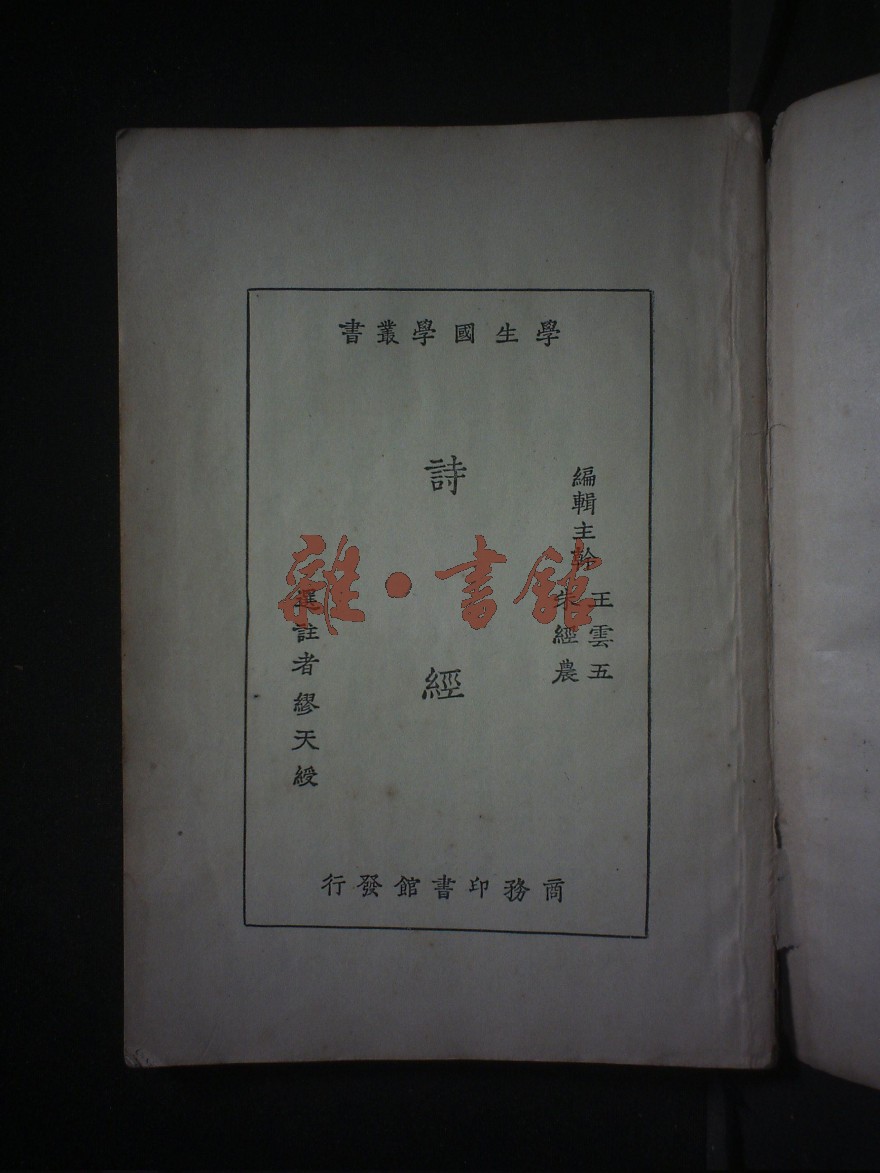 學生國學叢書
編輯主幹
王雲五
朱經農
詩經
選註者繆天綬
商務印書館發行
雜·書館